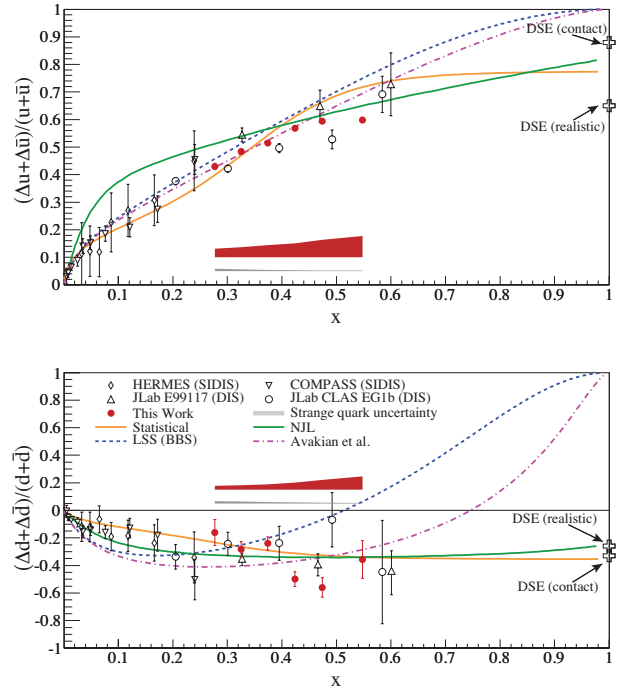 1
0.9
0.8
0.7
0.6
0.5
0.4
0.3
0.2
0.1
0
(Δu+Δū)/(u+ū)
DSE (contact)
DSE (realistic)
0.1 0.2 0.3 0.4 0.5 0.6 0.7 0.8 0.9 1
x
1
0.8
0.6
0.4
0.2
0
-0.2
-0.4
-0.6
-0.8
-1
(Δd+Δd̄)/(d+d̄)
HERMES (SIDIS) COMPASS (SIDIS)
JLab E99117 (DIS) JLab CLAS EG1b (DIS)
This Work Strange quark uncertainty
Statistical NJL
LSS (BBS) Avakian et al.
DSE
(realistic)
DSE
(contact)
0.1 0.2 0.3 0.4 0.5 0.6 0.7 0.8 0.9 1
x